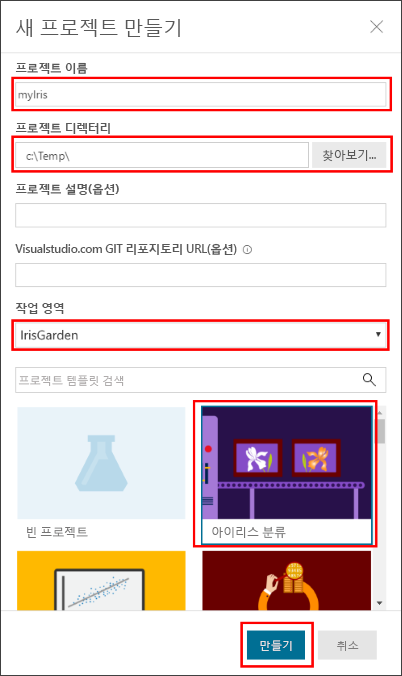 새 프로젝트 만들기
프로젝트 이름
myIris
프로젝트 디렉터리
c:\Temp\
찾아보기...
프로젝트 설명(옵션)
Visualstudio.com GIT 리포지토리 URL(옵션)
작업 영역
IrisGarden
프로젝트 템플릿 검색
빈 프로젝트
아이리스 분류
만들기
취소